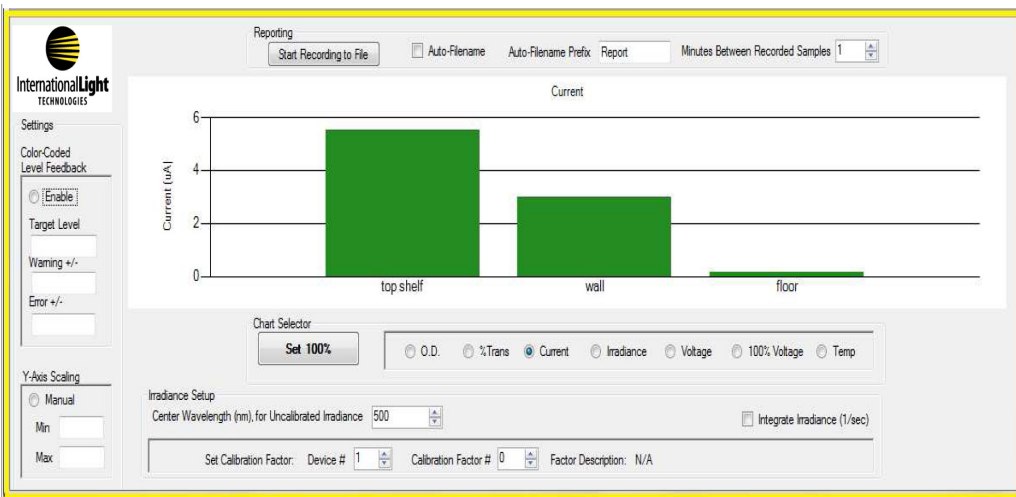 InternationalLight
TECHNOLOGIES
Reporting
Start Recording to File
Auto-Filename
Auto-Filename Prefix Report
Minutes Between Recorded Samples 1
Settings
Color-Coded
Level Feedback
Enable
Target Level
Warning +/-
Error +/-
Current
Current (uA)
6
4
2
0
top shelf wall floor
Chart Selector
Set 100% O.D. %Trans Current Irradiance Voltage 100% Voltage Temp
Y-Axis Scaling
Manual
Min
Max
Irradiance Setup
Center Wavelength (nm), for Uncalibrated Irradiance 500
Integrate Irradiance (1/sec)
Set Calibration Factor: Device # 1 Calibration Factor # 0 Factor Description: N/A